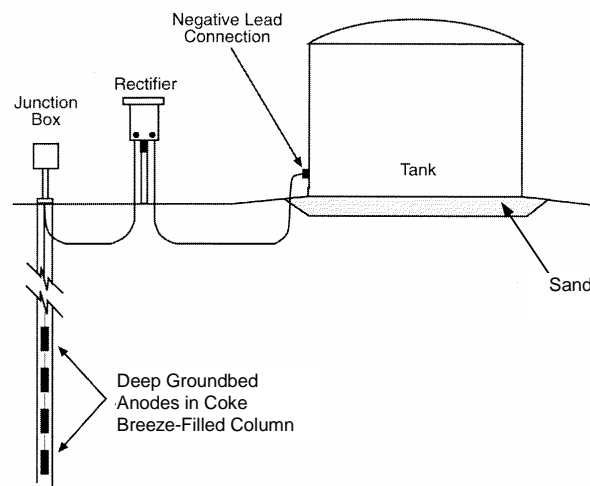 Negative Lead
Connection
Rectifier
Junction
Box
Tank
Sand
Deep Groundbed
Anodes in Coke
Breeze-Filled Column